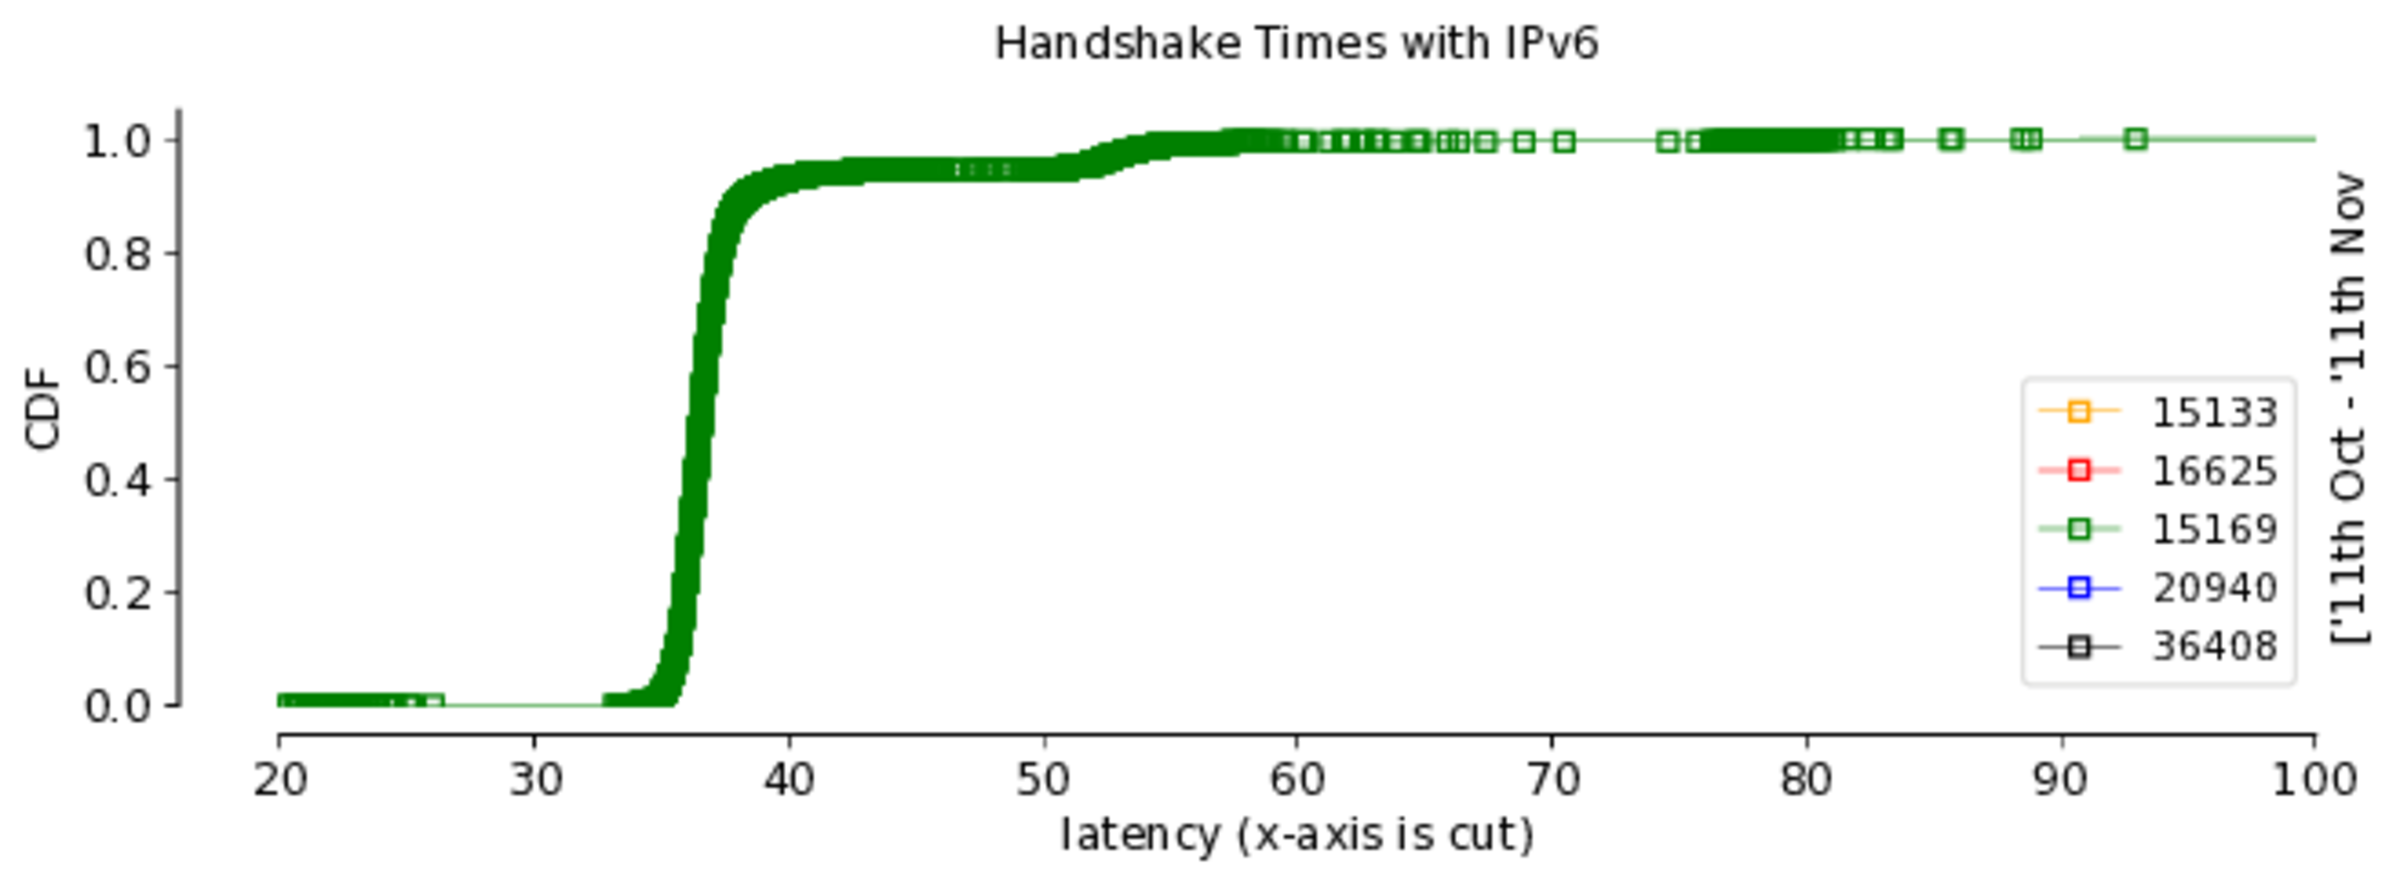 Handshake Times with IPv6
CDF
1.0
0.8
0.6
0.4
0.2
0.0
20 30 40 50 60 70 80 90 100
latency (x-axis is cut)
15133
16625
15169
20940
36408
['11th Oct - '11th Nov